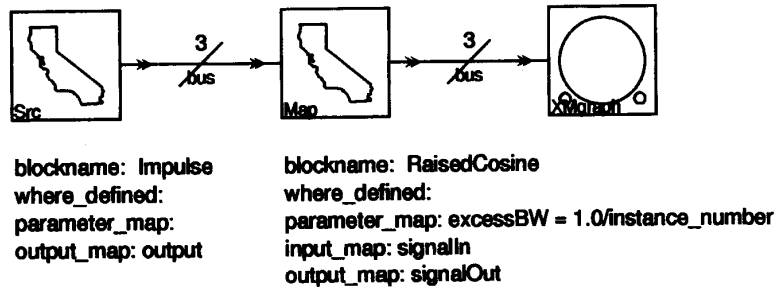 3
3
bus
bus
Src
Map
XMgraph
blockname: Impulse
where_defined:
parameter_map:
output_map: output
blockname: RaisedCosine
where_defined:
parameter_map: excessBW = 1.0/instance_number
input_map: signalIn
output_map: signalOut